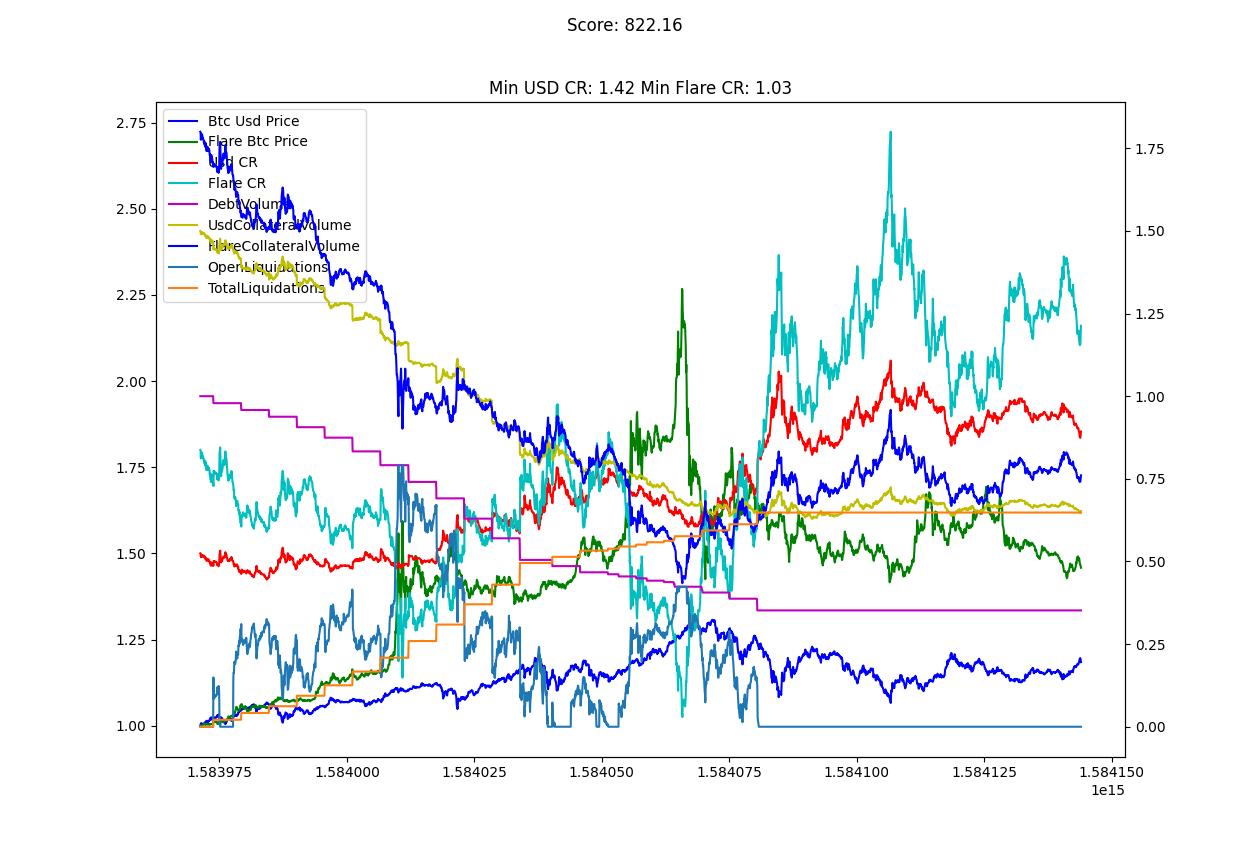 Score: 822.16
Min USD CR: 1.42 Min Flare CR: 1.03
Btc Usd Price
Flare Btc Price
Usd CR
Flare CR
DebtVolume
UsdCollateralVolume
FlareCollateralVolume
OpenLiquidations
TotalLiquidations
2.75
2.50
2.25
2.00
1.75
1.50
1.25
1.00
1.75
1.50
1.25
1.00
0.75
0.50
0.25
0.00
1.583975
1.584000
1.584025
1.584050
1.584075
1.584100
1.584125
1.584150
1e15